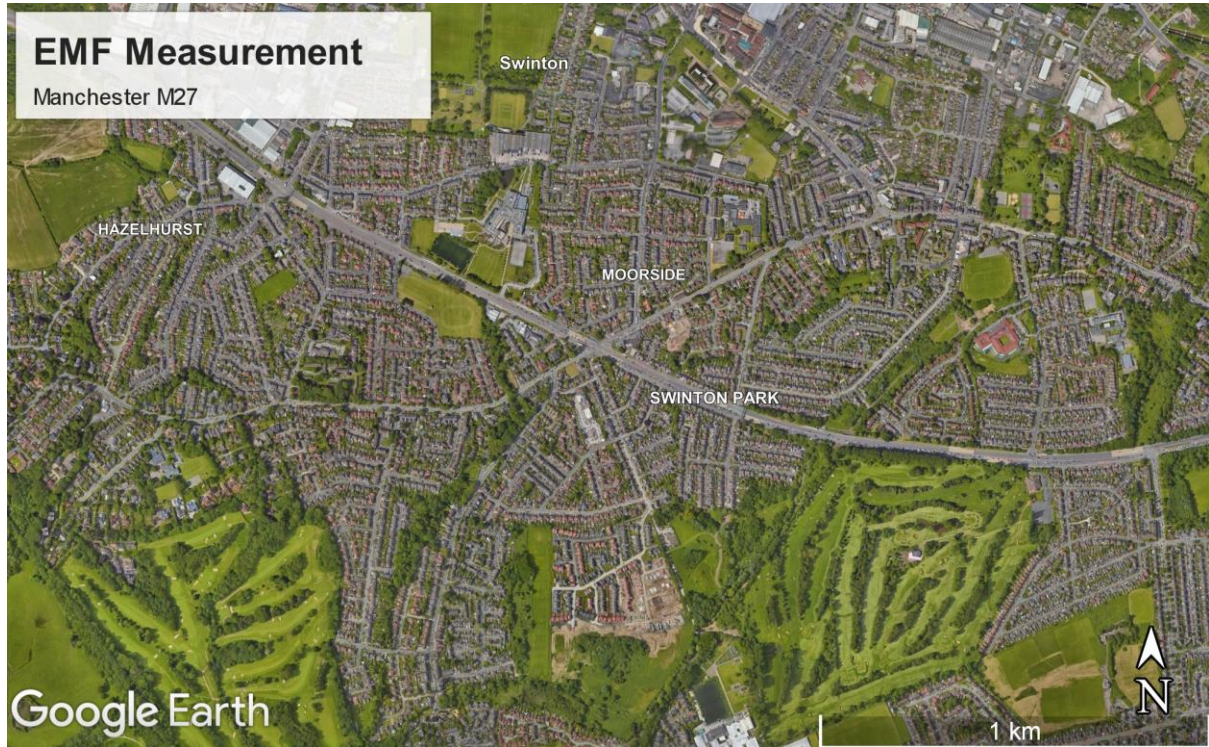 EMF Measurement
Manchester M27
Swinton
HAZELHURST
MOORSIDE
SWINTON PARK
Google Earth
N
1 km